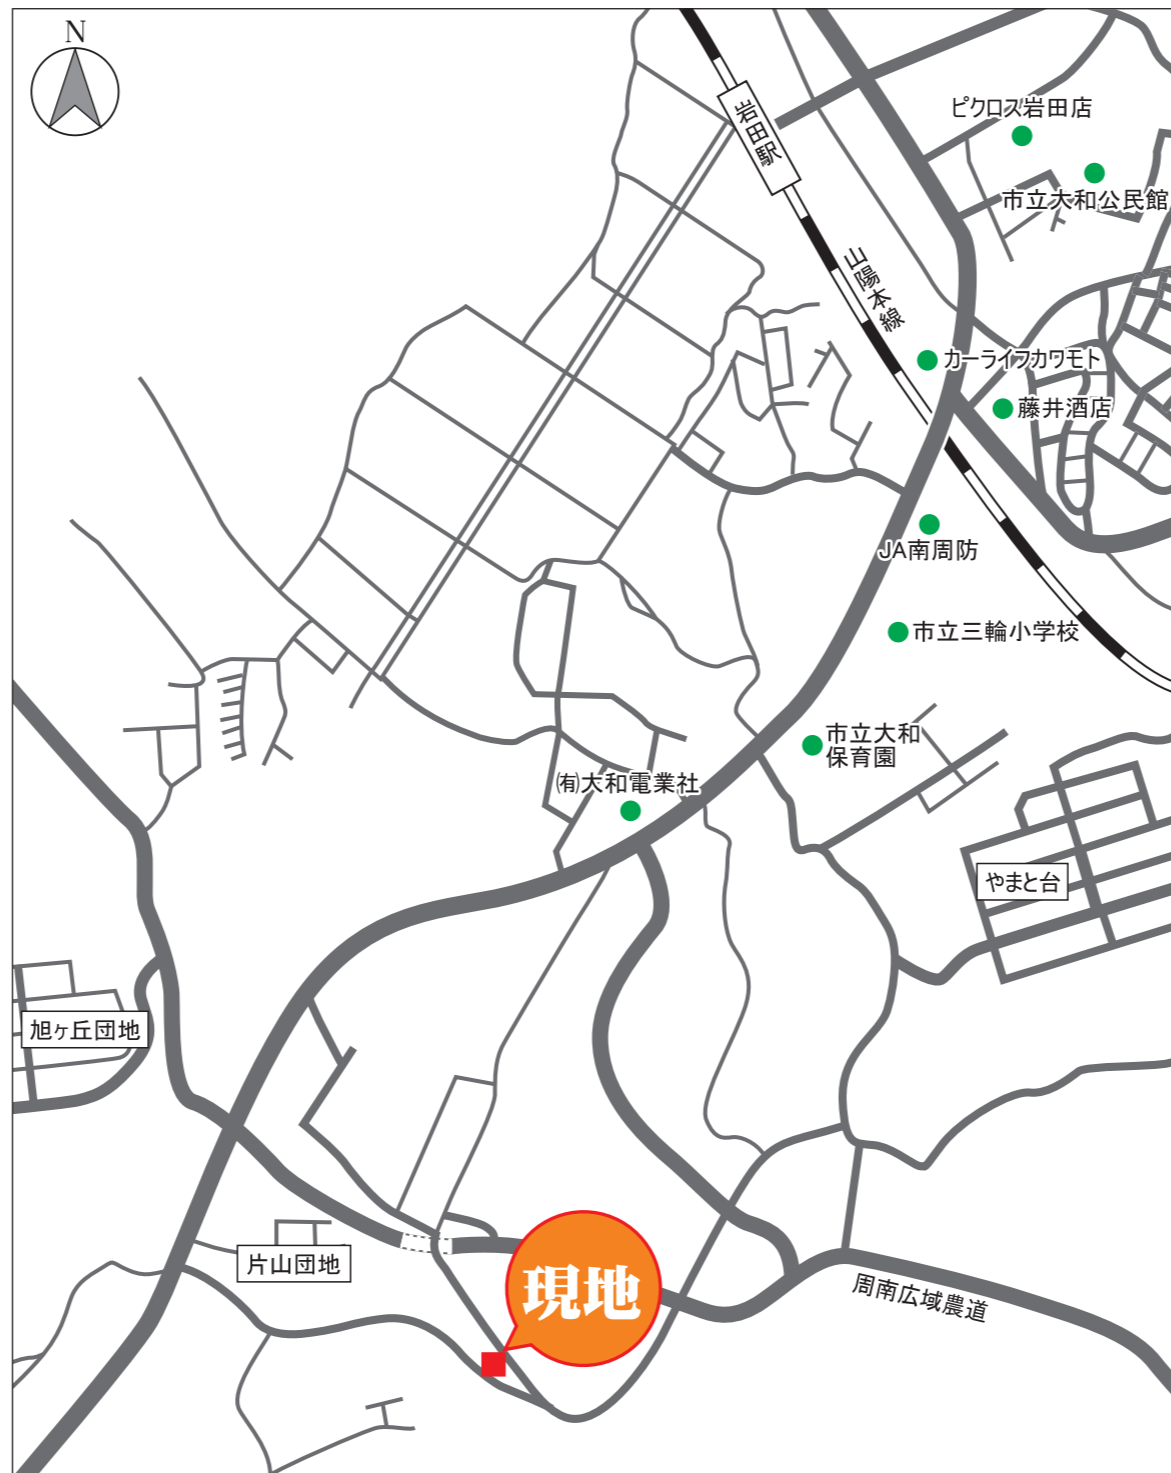 N
ピクロス岩田店
岩田駅
市立大和公民館
山陽本線
カーライフカワモト
藤井酒店
JA南周防
市立三輪小学校
市立大和
保育園
㈲大和電業社
やまと台
旭ヶ丘団地
片山団地
現地
周南広域農道